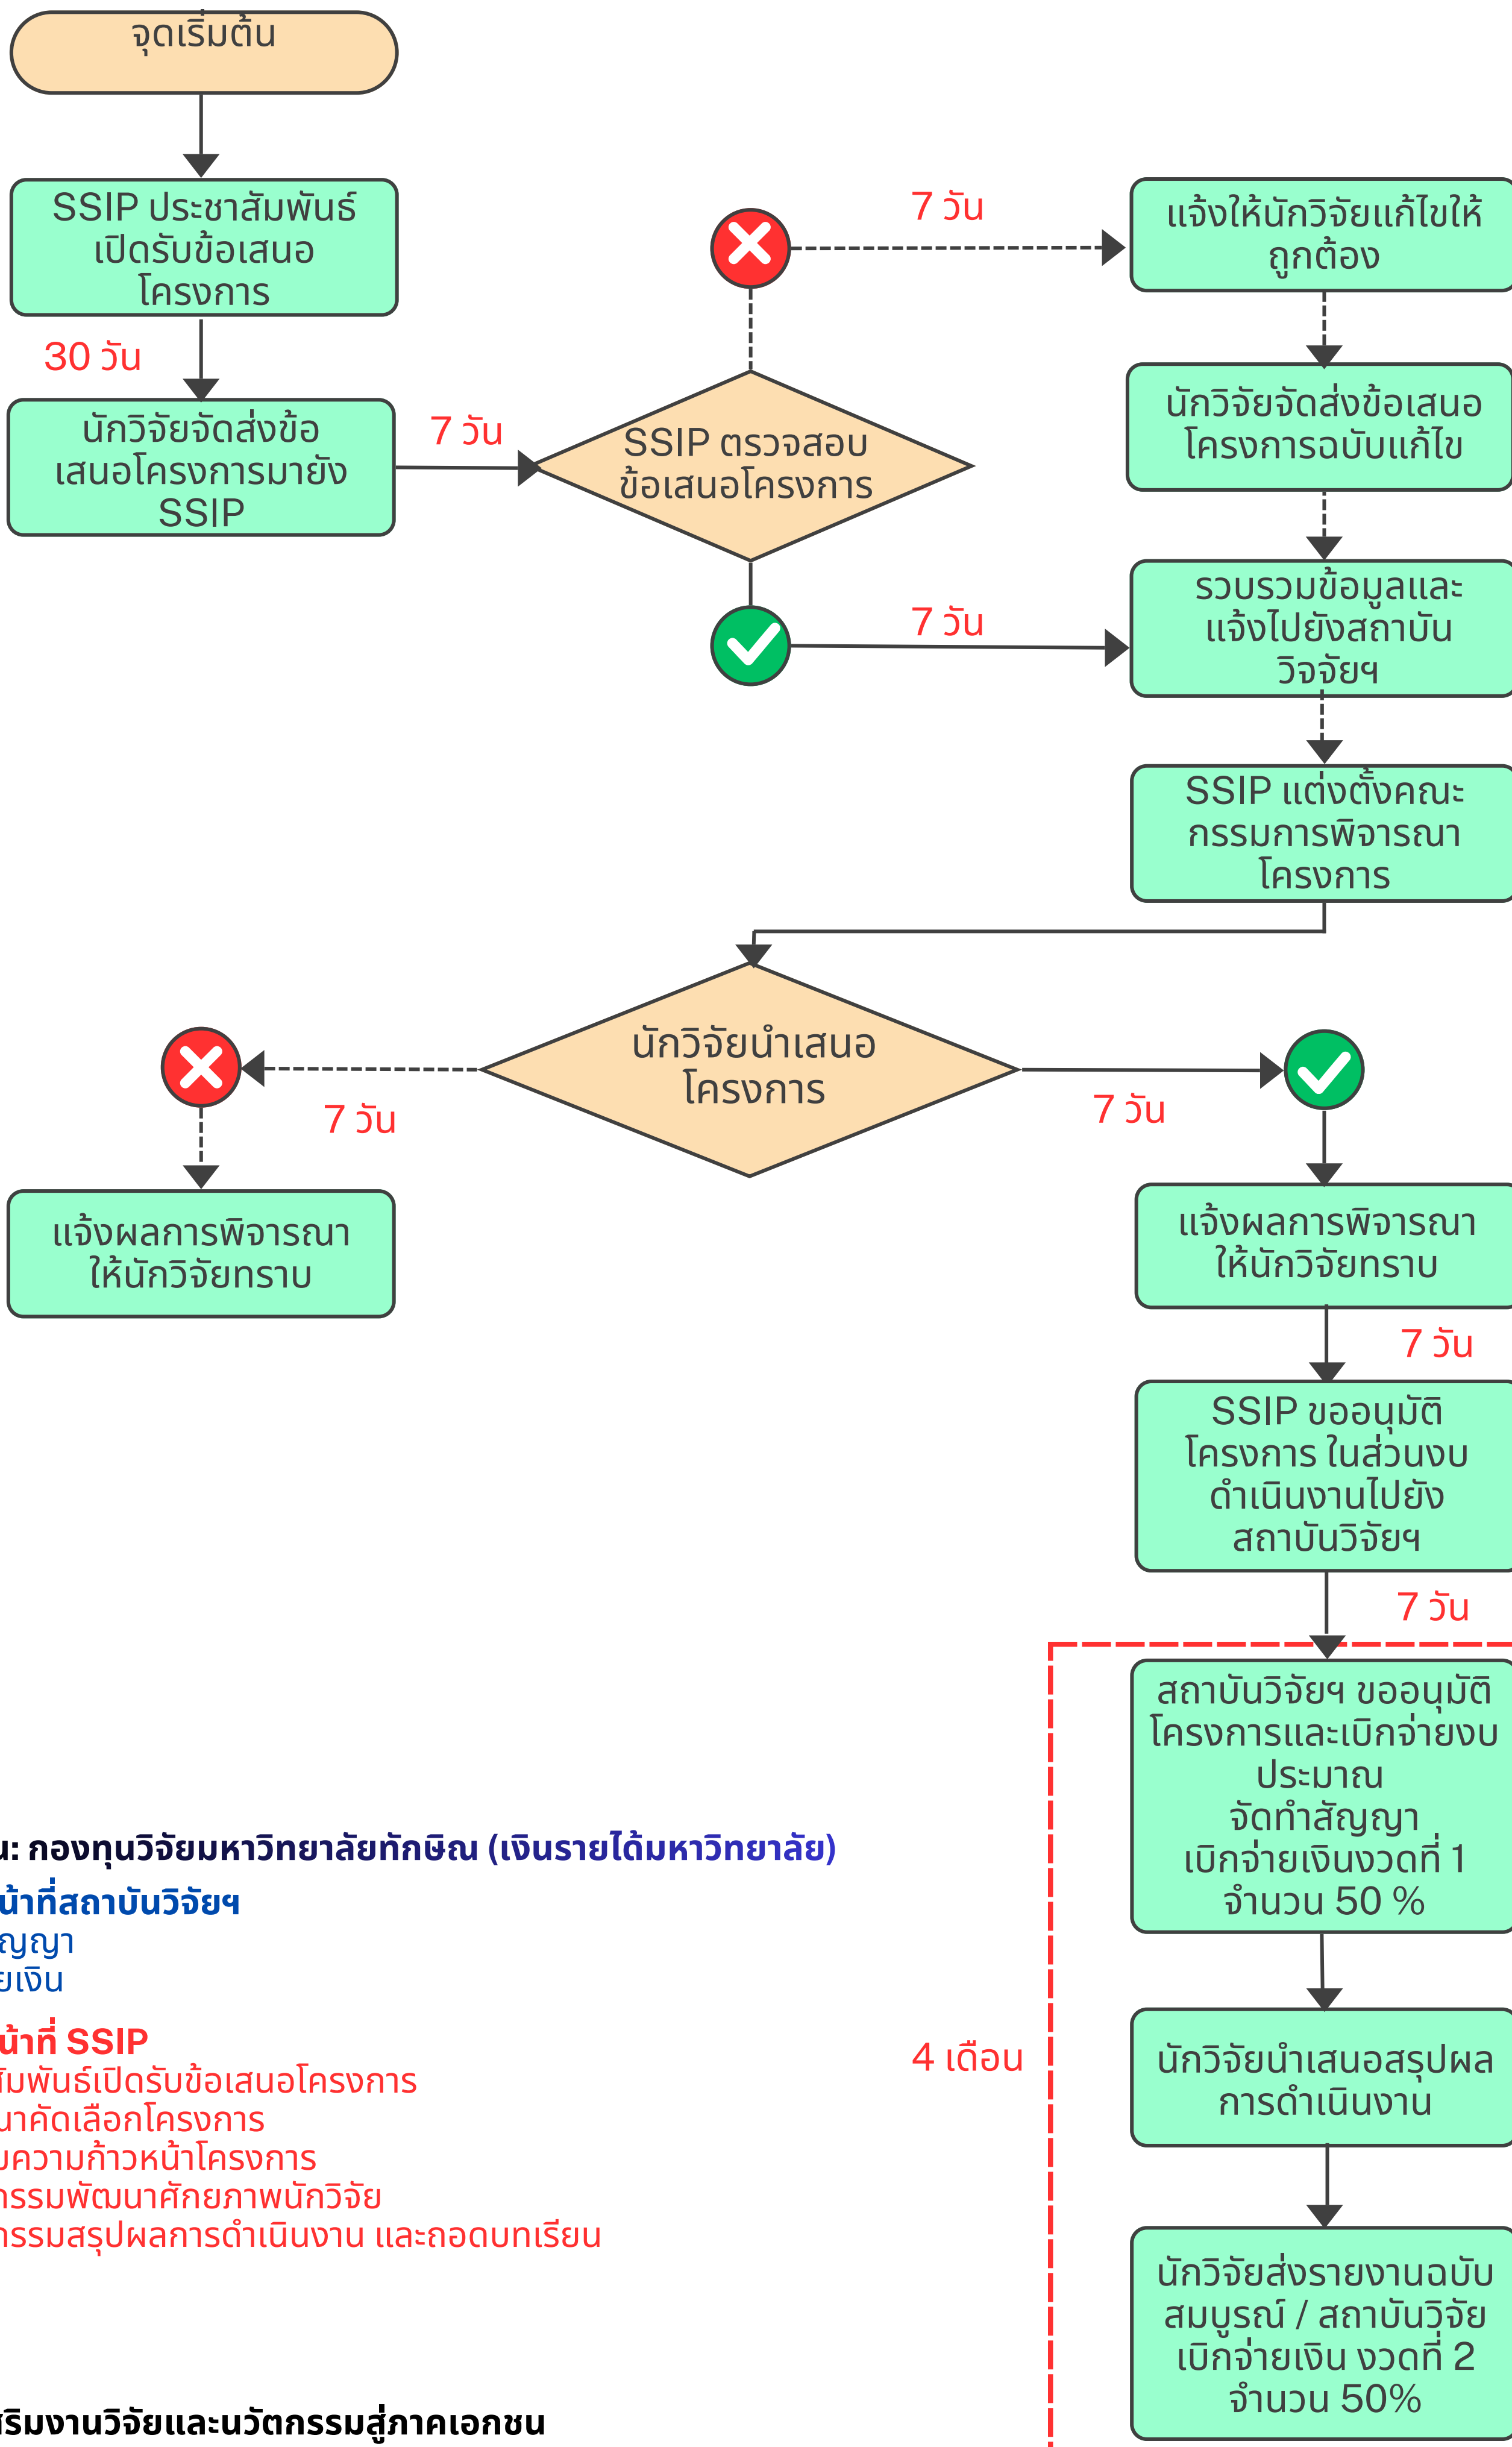 จุดเริ่มต้น
SSIP ประชาสัมพันธ์
เปิดรับข้อเสนอ
โครงการ
30 วัน
นักวิจัยจัดส่งข้อ
เสนอโครงการมายัง
SSIP
7 วัน
SSIP ตรวจสอบ
ข้อเสนอโครงการ
7 วัน
แจ้งให้นักวิจัยแก้ไขให้
ถูกต้อง
นักวิจัยจัดส่งข้อเสนอ
โครงการฉบับแก้ไข
7 วัน
รวบรวมข้อมูลและ
แจ้งไปยังสถาบัน
วิจจัยฯ
SSIP แต่งตั้งคณะ
กรรมการพิจารณา
โครงการ
นักวิจัยนำเสนอ
โครงการ
7 วัน
แจ้งผลการพิจารณา
ให้นักวิจัยทราบ
7 วัน
แจ้งผลการพิจารณา
ให้นักวิจัยทราบ
7 วัน
SSIP ขออนุมัติ
โครงการ ในส่วนงบ
ดำเนินงานไปยัง
สถาบันวิจัยฯ
7 วัน
สถาบันวิจัยฯ ขออนุมัติ
โครงการและเบิกจ่ายงบ
ประมาณ
จัดทำสัญญา
เบิกจ่ายเงินงวดที่ 1
จำนวน 50 %
4 เดือน
นักวิจัยนำเสนอสรุปผล
การดำเนินงาน
นักวิจัยส่งรายงานฉบับ
สมบูรณ์ / สถาบันวิจัย
เบิกจ่ายเงิน งวดที่ 2
จำนวน 50%
น: กองทุนวิจัยมหาวิทยาลัยทักษิณ (เงินรายได้มหาวิทยาลัย)
น้าที่สถาบันวิจัยฯ
ัญญา
ยเงิน
น้าที่ SSIP
สัมพันธ์เปิดรับข้อเสนอโครงการ
นาคัดเลือกโครงการ
บความก้าวหน้าโครงการ
กรรมพัฒนาศักยภาพนักวิจัย
กรรมสรุปผลการดำเนินงาน และถอดบทเรียน
สริมงานวิจัยและนวัตกรรมสู่ภาคเอกชน